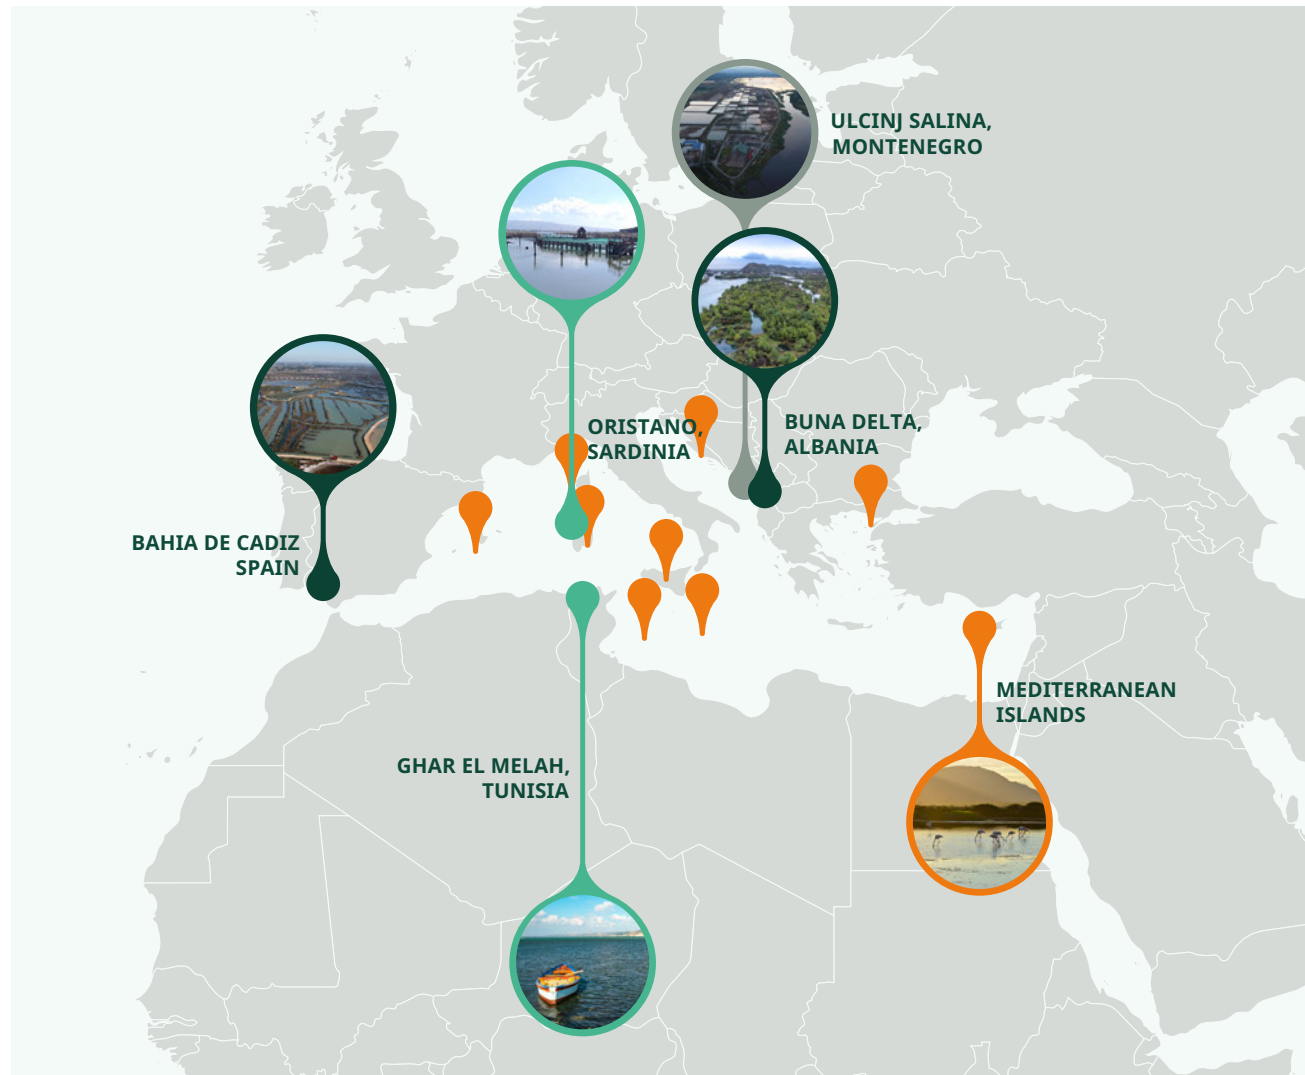 ULCINJ SALINA,
MONTENEGRO
ORISTANO,
SARDINIA
BUNA DELTA,
ALBANIA
BAHIA DE CADIZ
SPAIN
MEDITERRANEAN
ISLANDS
GHAR EL MELAH,
TUNISIA